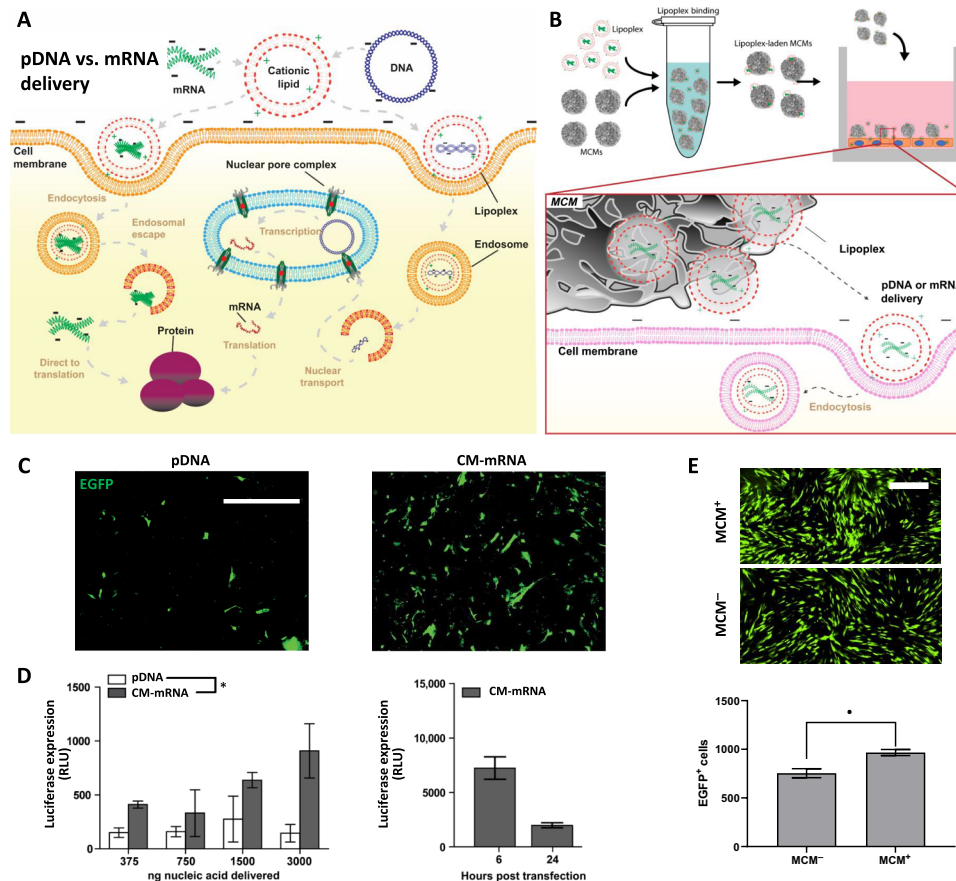 A
pDNA vs. mRNA
delivery
mRNA
Cationic
lipid
DNA
Cell
membrane
Nuclear pore complex
Endocytosis
Endosomal
escape
Transcription
Lipoplex
Endosome
mRNA
Protein
Translation
Direct to
translation
Nuclear
transport
B
Lipoplex binding
Lipoplex
Lipoplex-laden MCMs
MCMs
MCM
Lipoplex
pDNA or mRNA
delivery
Cell membrane
Endocytosis
C
pDNA
CM-mRNA
EGFP
D
pDNA
CM-mRNA
*
Luciferase expression
(RLU)
1500
1000
500
0
375 750 1500 3000
ng nucleic acid delivered
CM-mRNA
Luciferase expression
(RLU)
15,000
10,000
5000
0
6 24
Hours post transfection
E
MCM⁺
MCM⁻
EGFP⁺ cells
1500
1000
500
0
MCM⁻ MCM⁺